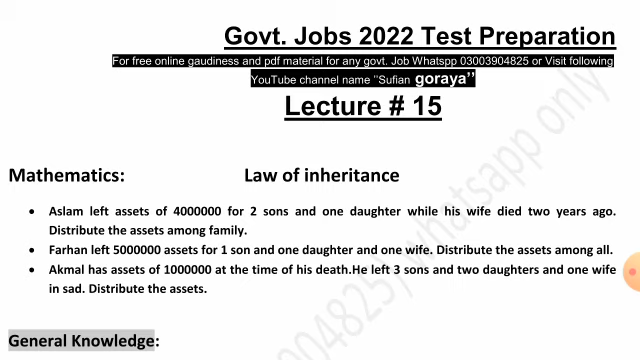 Govt. Jobs 2022 Test Preparation
For free online gaudiness and pdf material for any govt. Job Whatspp 03003904825 or Visit following
YouTube channel name ''Sufian goraya''
Lecture # 15
Mathematics: Law of inheritance
• Aslam left assets of 4000000 for 2 sons and one daughter while his wife died two years ago.
Distribute the assets among family.
• Farhan left 5000000 assets for 1 son and one daughter and one wife. Distribute the assets among all.
• Akmal has assets of 1000000 at the time of his death.He left 3 sons and two daughters and one wife
in sad. Distribute the assets.
General Knowledge:
004825) whatsapp only